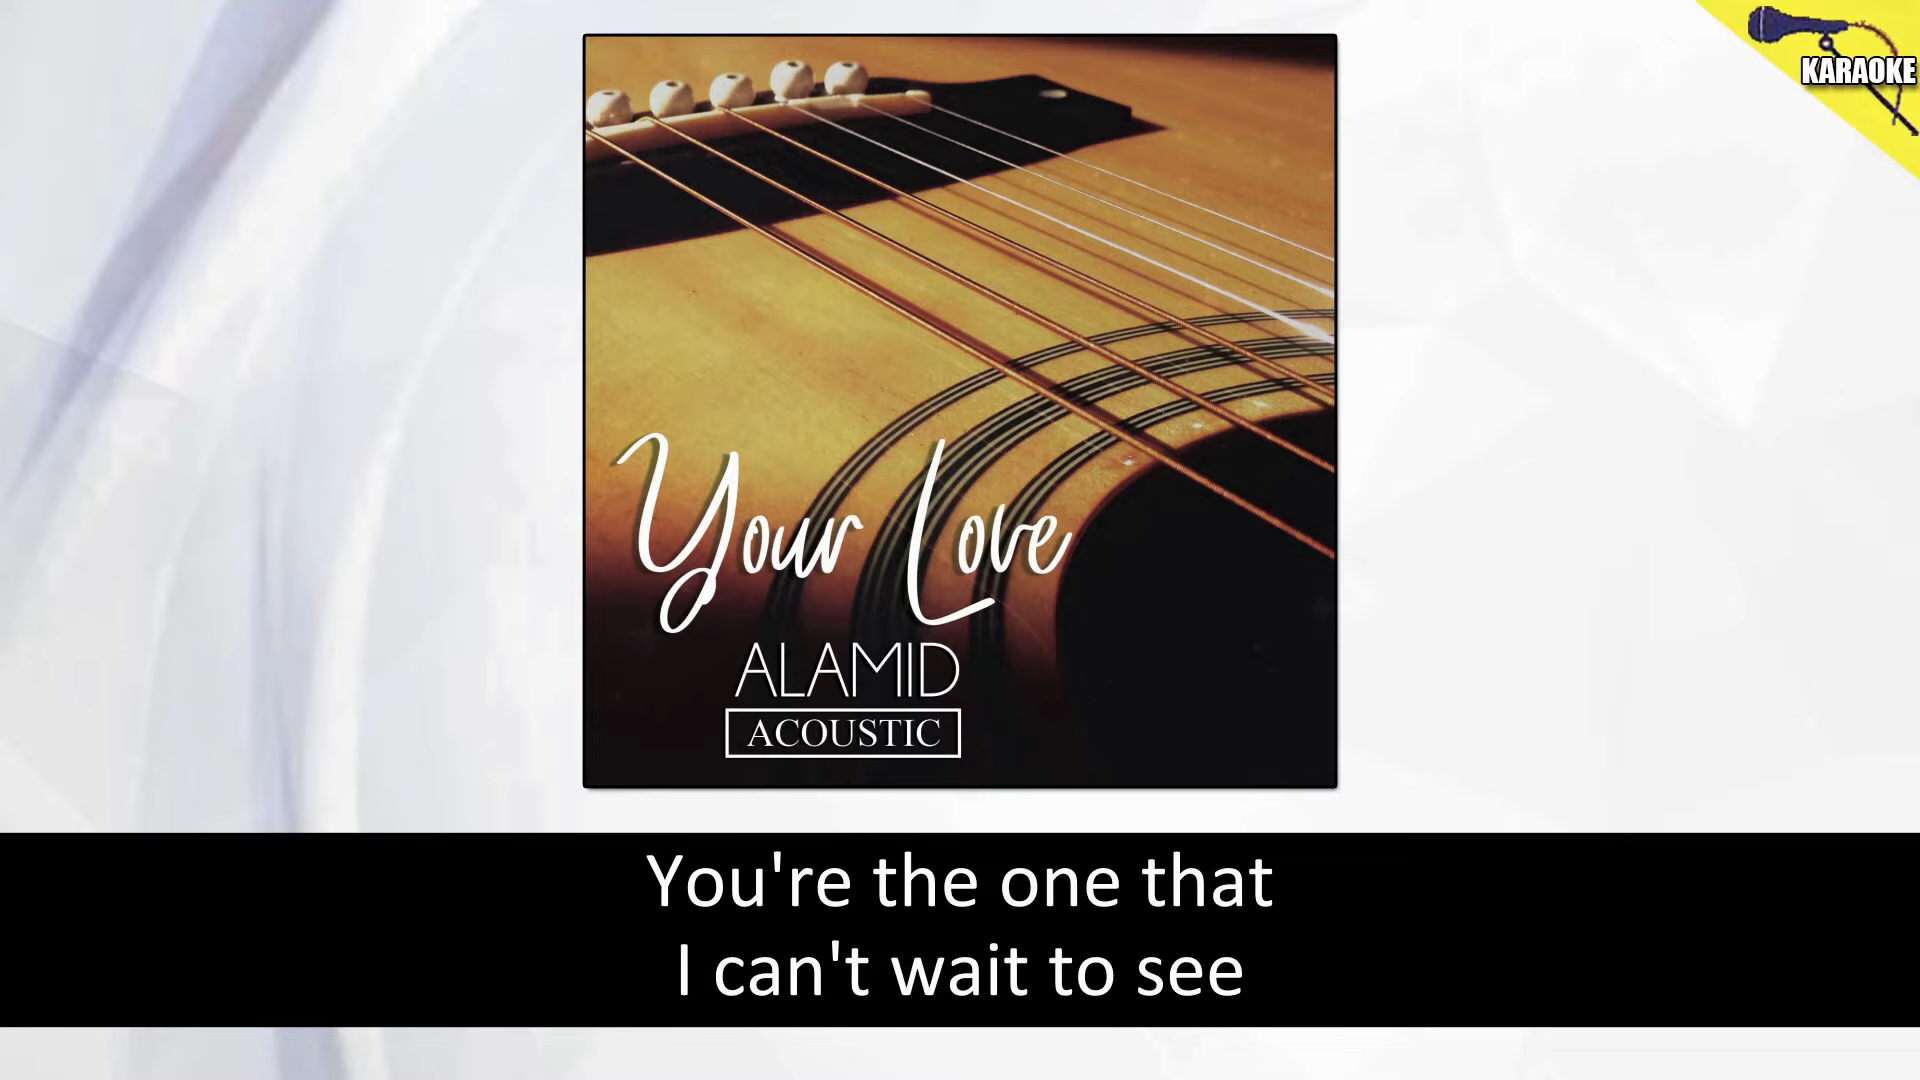 KARAOKE
Your Love
ALAMID
ACOUSTIC
You're the one that
I can't wait to see